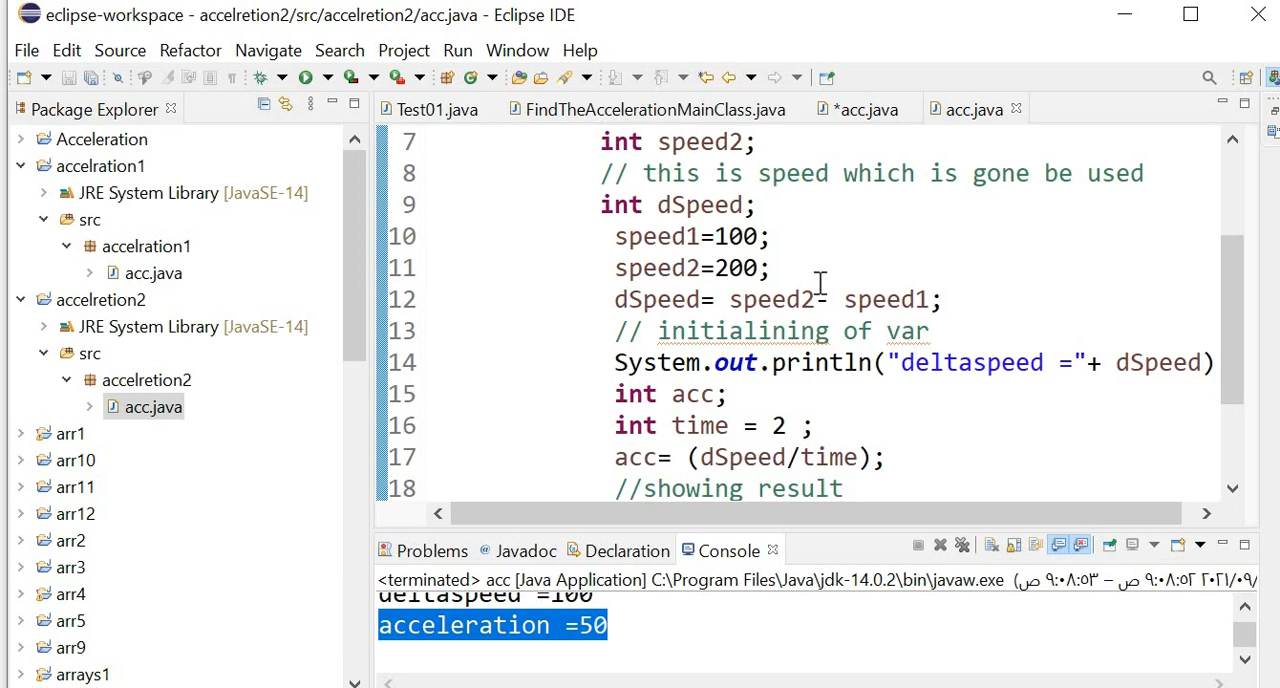 eclipse-workspace - accelretion2/src/accelretion2/acc.java - Eclipse IDE
File Edit Source Refactor Navigate Search Project Run Window Help
Package Explorer
Acceleration
accelration1
JRE System Library [JavaSE-14]
src
accelration1
acc.java
accelretion2
JRE System Library [JavaSE-14]
src
accelretion2
acc.java
arr1
arr10
arr11
arr12
arr2
arr3
arr4
arr5
arr9
arrays1
Test01.java FindTheAccelerationMainClass.java *acc.java acc.java
7 int speed2;
8 // this is speed which is gone be used
9 int dSpeed;
10 speed1=100;
11 speed2=200;
12 dSpeed= speed2- speed1;
13 // initialining of var
14 System.out.println("deltaspeed ="+ dSpeed)
15 int acc;
16 int time = 2 ;
17 acc= (dSpeed/time);
18 //showing result
Problems Javadoc Declaration Console
<terminated> acc [Java Application] C:\Program Files\Java\jdk-14.0.2\bin\javaw.exe
deltaspeed =100
acceleration =50